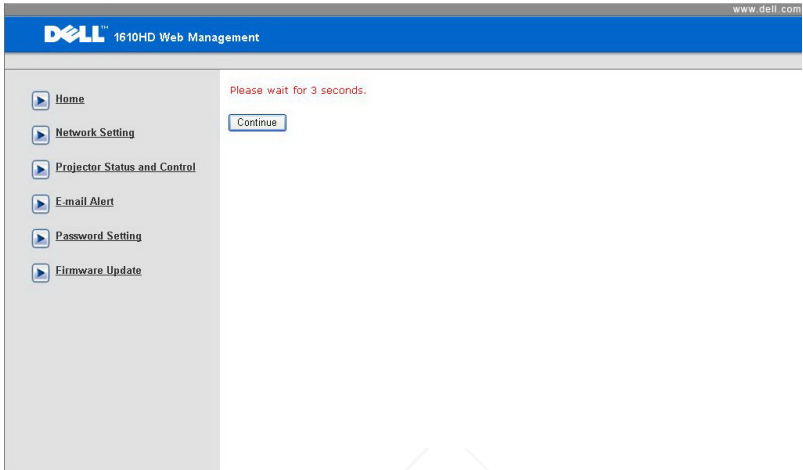 www.dell.com
DELL™ 1610HD Web Management
Home
Network Setting
Projector Status and Control
E-mail Alert
Password Setting
Firmware Update
Please wait for 3 seconds.
Continue